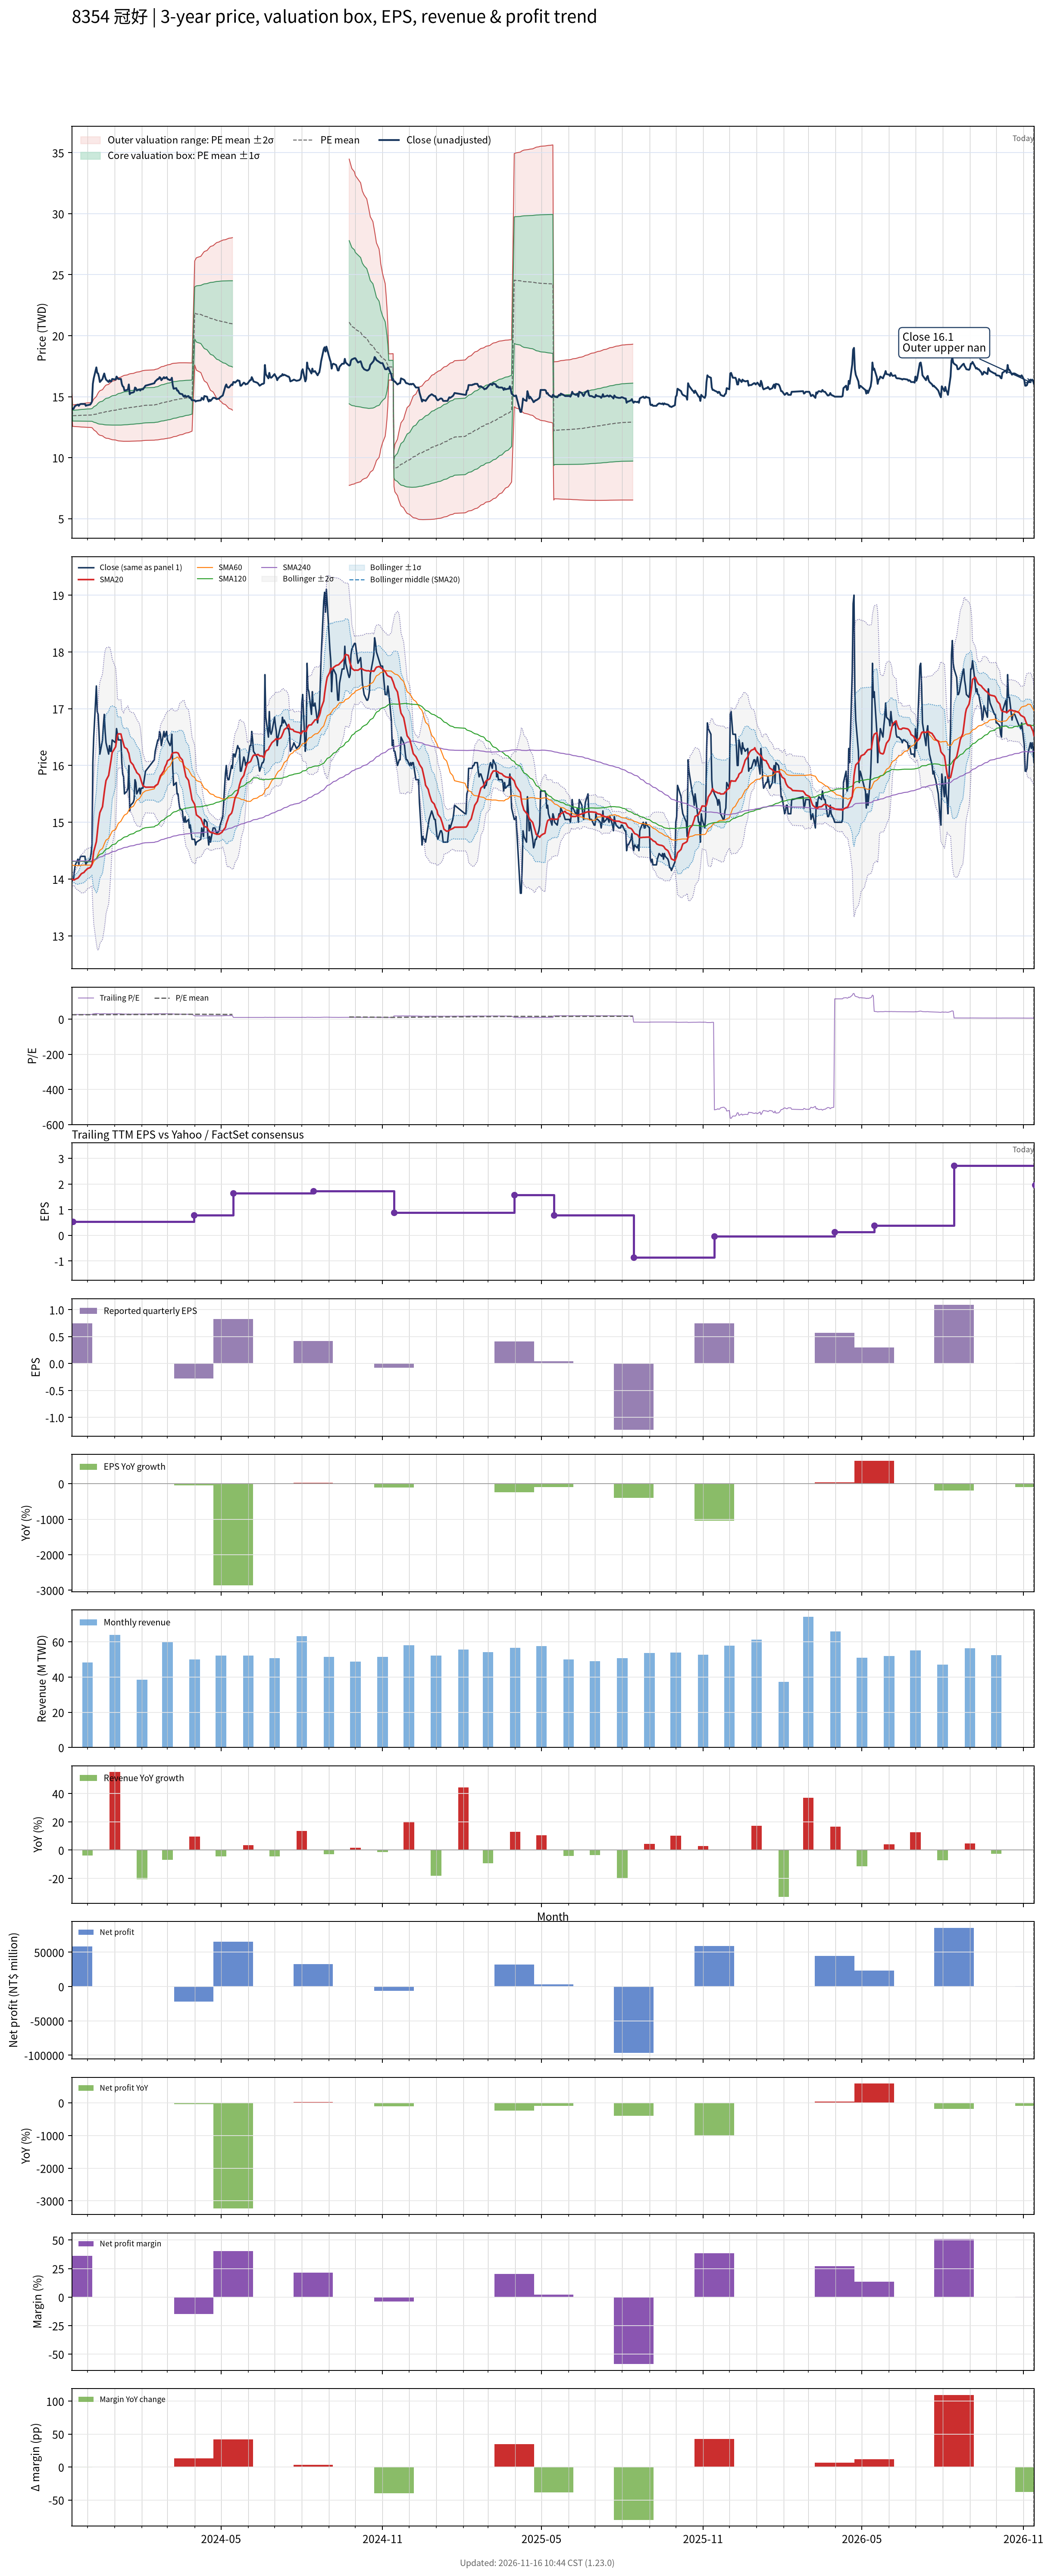 8354 冠好 | 3-year price, valuation box, EPS, revenue & profit trend
Outer valuation range: PE mean ±2σ
PE mean
Close (unadjusted)
Core valuation box: PE mean ±1σ
Today
Close 16.1
Outer upper nan
Price (TWD)
35
30
25
20
15
10
5
Close (same as panel 1)
SMA20
SMA60
SMA120
SMA240
Bollinger ±2σ
Bollinger ±1σ
Bollinger middle (SMA20)
Price
19
18
17
16
15
14
13
Trailing P/E
P/E mean
P/E
0
-200
-400
-600
Trailing TTM EPS vs Yahoo / FactSet consensus
Today
EPS
3
2
1
0
-1
Reported quarterly EPS
EPS
1.0
0.5
0.0
-0.5
-1.0
EPS YoY growth
YoY (%)
0
-1000
-2000
-3000
Monthly revenue
Revenue (M TWD)
60
40
20
0
Revenue YoY growth
YoY (%)
40
20
0
-20
Month
Net profit
Net profit (NT$ million)
50000
0
-50000
-100000
Net profit YoY
YoY (%)
0
-1000
-2000
-3000
Net profit margin
Margin (%)
50
25
0
-25
-50
Margin YoY change
Δ margin (pp)
100
50
0
-50
2024-05
2024-11
2025-05
2025-11
2026-05
2026-11
Updated: 2026-11-16 10:44 CST (1.23.0)